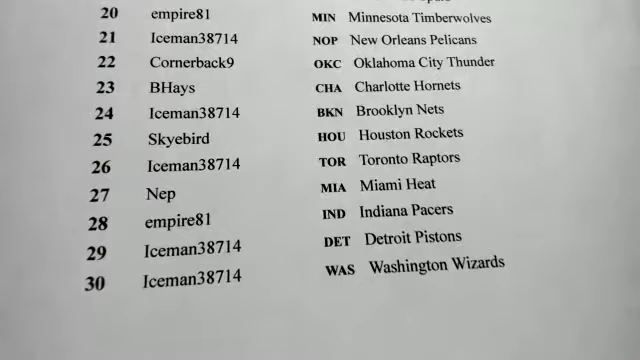 20 empire81 MIN Minnesota Timberwolves
21 Iceman38714 NOP New Orleans Pelicans
22 Cornerback9 OKC Oklahoma City Thunder
23 BHays CHA Charlotte Hornets
24 Iceman38714 BKN Brooklyn Nets
25 Skyebird HOU Houston Rockets
26 Iceman38714 TOR Toronto Raptors
27 Nep MIA Miami Heat
28 empire81 IND Indiana Pacers
29 Iceman38714 DET Detroit Pistons
30 Iceman38714 WAS Washington Wizards